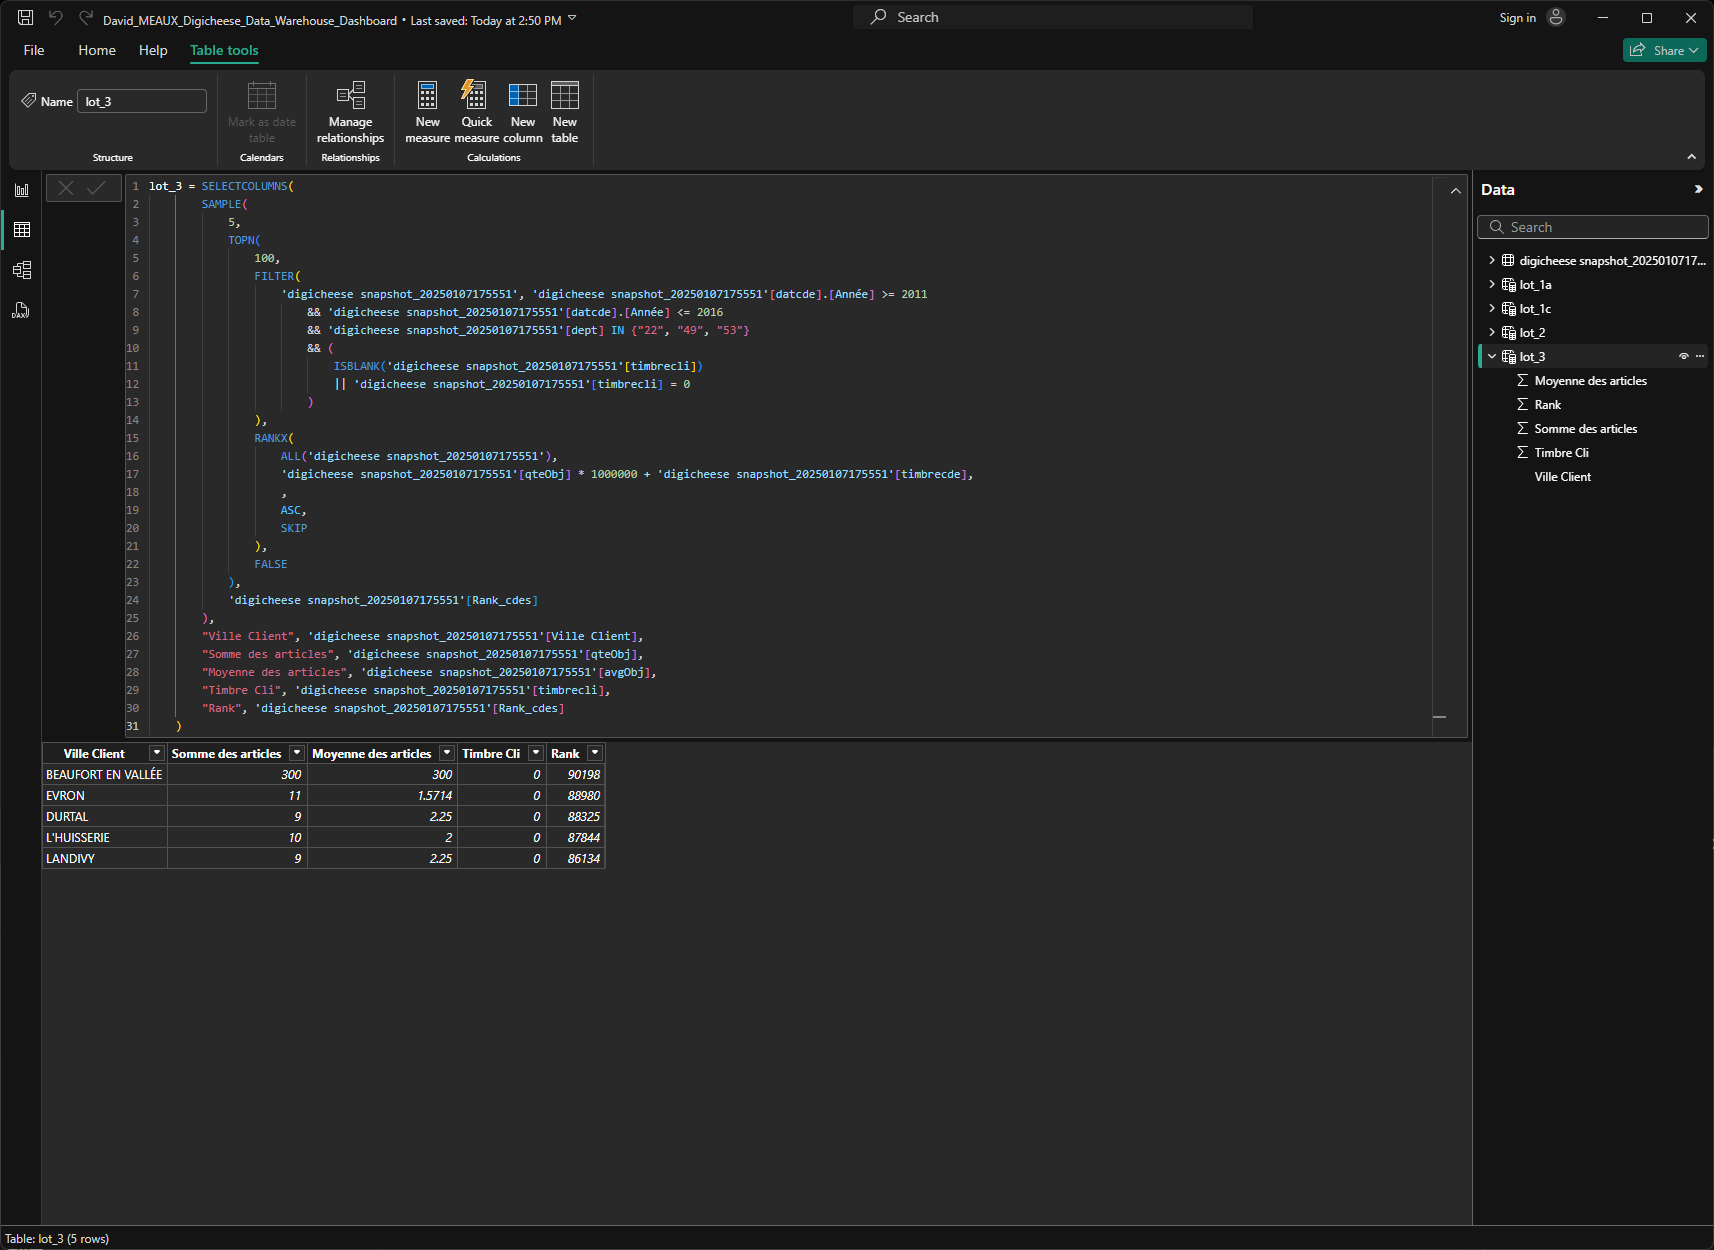 David_MEAUX_Digicheese_Data_Warehouse_Dashboard • Last saved: Today at 2:50 PM
Search
Sign in
File
Home
Help
Table tools
Share
Name
lot_3
Structure
Mark as date table
Calendars
Manage relationships
Relationships
New measure
Quick measure
New column
New table
Calculations
1 lot_3 = SELECTCOLUMNS(
2 SAMPLE(
3 5,
4 TOPN(
5 100,
6 FILTER(
7 'digicheese snapshot_20250107175551', 'digicheese snapshot_20250107175551'[datcde].[Année] >= 2011
8 && 'digicheese snapshot_20250107175551'[datcde].[Année] <= 2016
9 && 'digicheese snapshot_20250107175551'[dept] IN {"22", "49", "53"}
10 && (
11 ISBLANK('digicheese snapshot_20250107175551'[timbrecli])
12 || 'digicheese snapshot_20250107175551'[timbrecli] = 0
13 )
14 ),
15 RANKX(
16 ALL('digicheese snapshot_20250107175551'),
17 'digicheese snapshot_20250107175551'[qteObj] * 1000000 + 'digicheese snapshot_20250107175551'[timbrecde],
18 ,
19 ASC,
20 SKIP
21 ),
22 FALSE
23 ),
24 'digicheese snapshot_20250107175551'[Rank_cdes]
25 ),
26 "Ville Client", 'digicheese snapshot_20250107175551'[Ville Client],
27 "Somme des articles", 'digicheese snapshot_20250107175551'[qteObj],
28 "Moyenne des articles", 'digicheese snapshot_20250107175551'[avgObj],
29 "Timbre Cli", 'digicheese snapshot_20250107175551'[timbrecli],
30 "Rank", 'digicheese snapshot_20250107175551'[Rank_cdes]
31 )
Ville Client Somme des articles Moyenne des articles Timbre Cli Rank
BEAUFORT EN VALLÉE 300 300 0 90198
EVRON 11 1.5714 0 88980
DURTAL 9 2.25 0 88325
L'HUISSERIE 10 2 0 87844
LANDIVY 9 2.25 0 86134
Data
Search
digicheese snapshot_2025010717...
lot_1a
lot_1c
lot_2
lot_3
Moyenne des articles
Rank
Somme des articles
Timbre Cli
Ville Client
DAX
Table: lot_3 (5 rows)